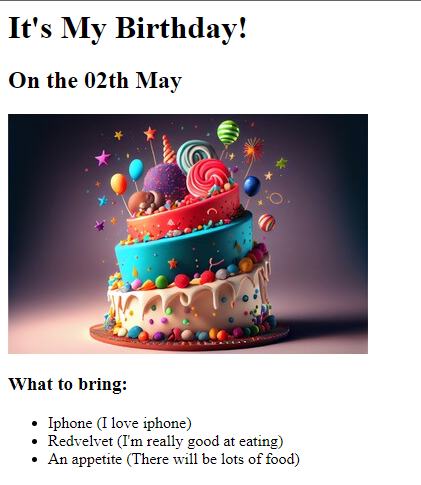 It's My Birthday!
On the 02th May
What to bring:
Iphone (I love iphone)
Redvelvet (I'm really good at eating)
An appetite (There will be lots of food)